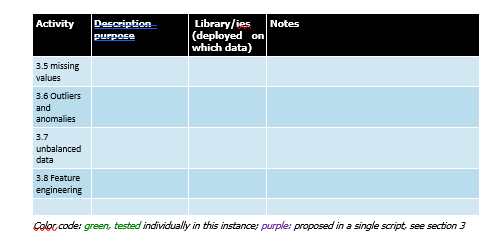 Activity Description Library/ies Notes
purpose (deployed on
which data)
3.5 missing
values
3.6 Outliers
and
anomalies
3.7
unbalanced
data
3.8 Feature
engineering
Color code: green, tested individually in this instance; purple: proposed in a single script, see section 3